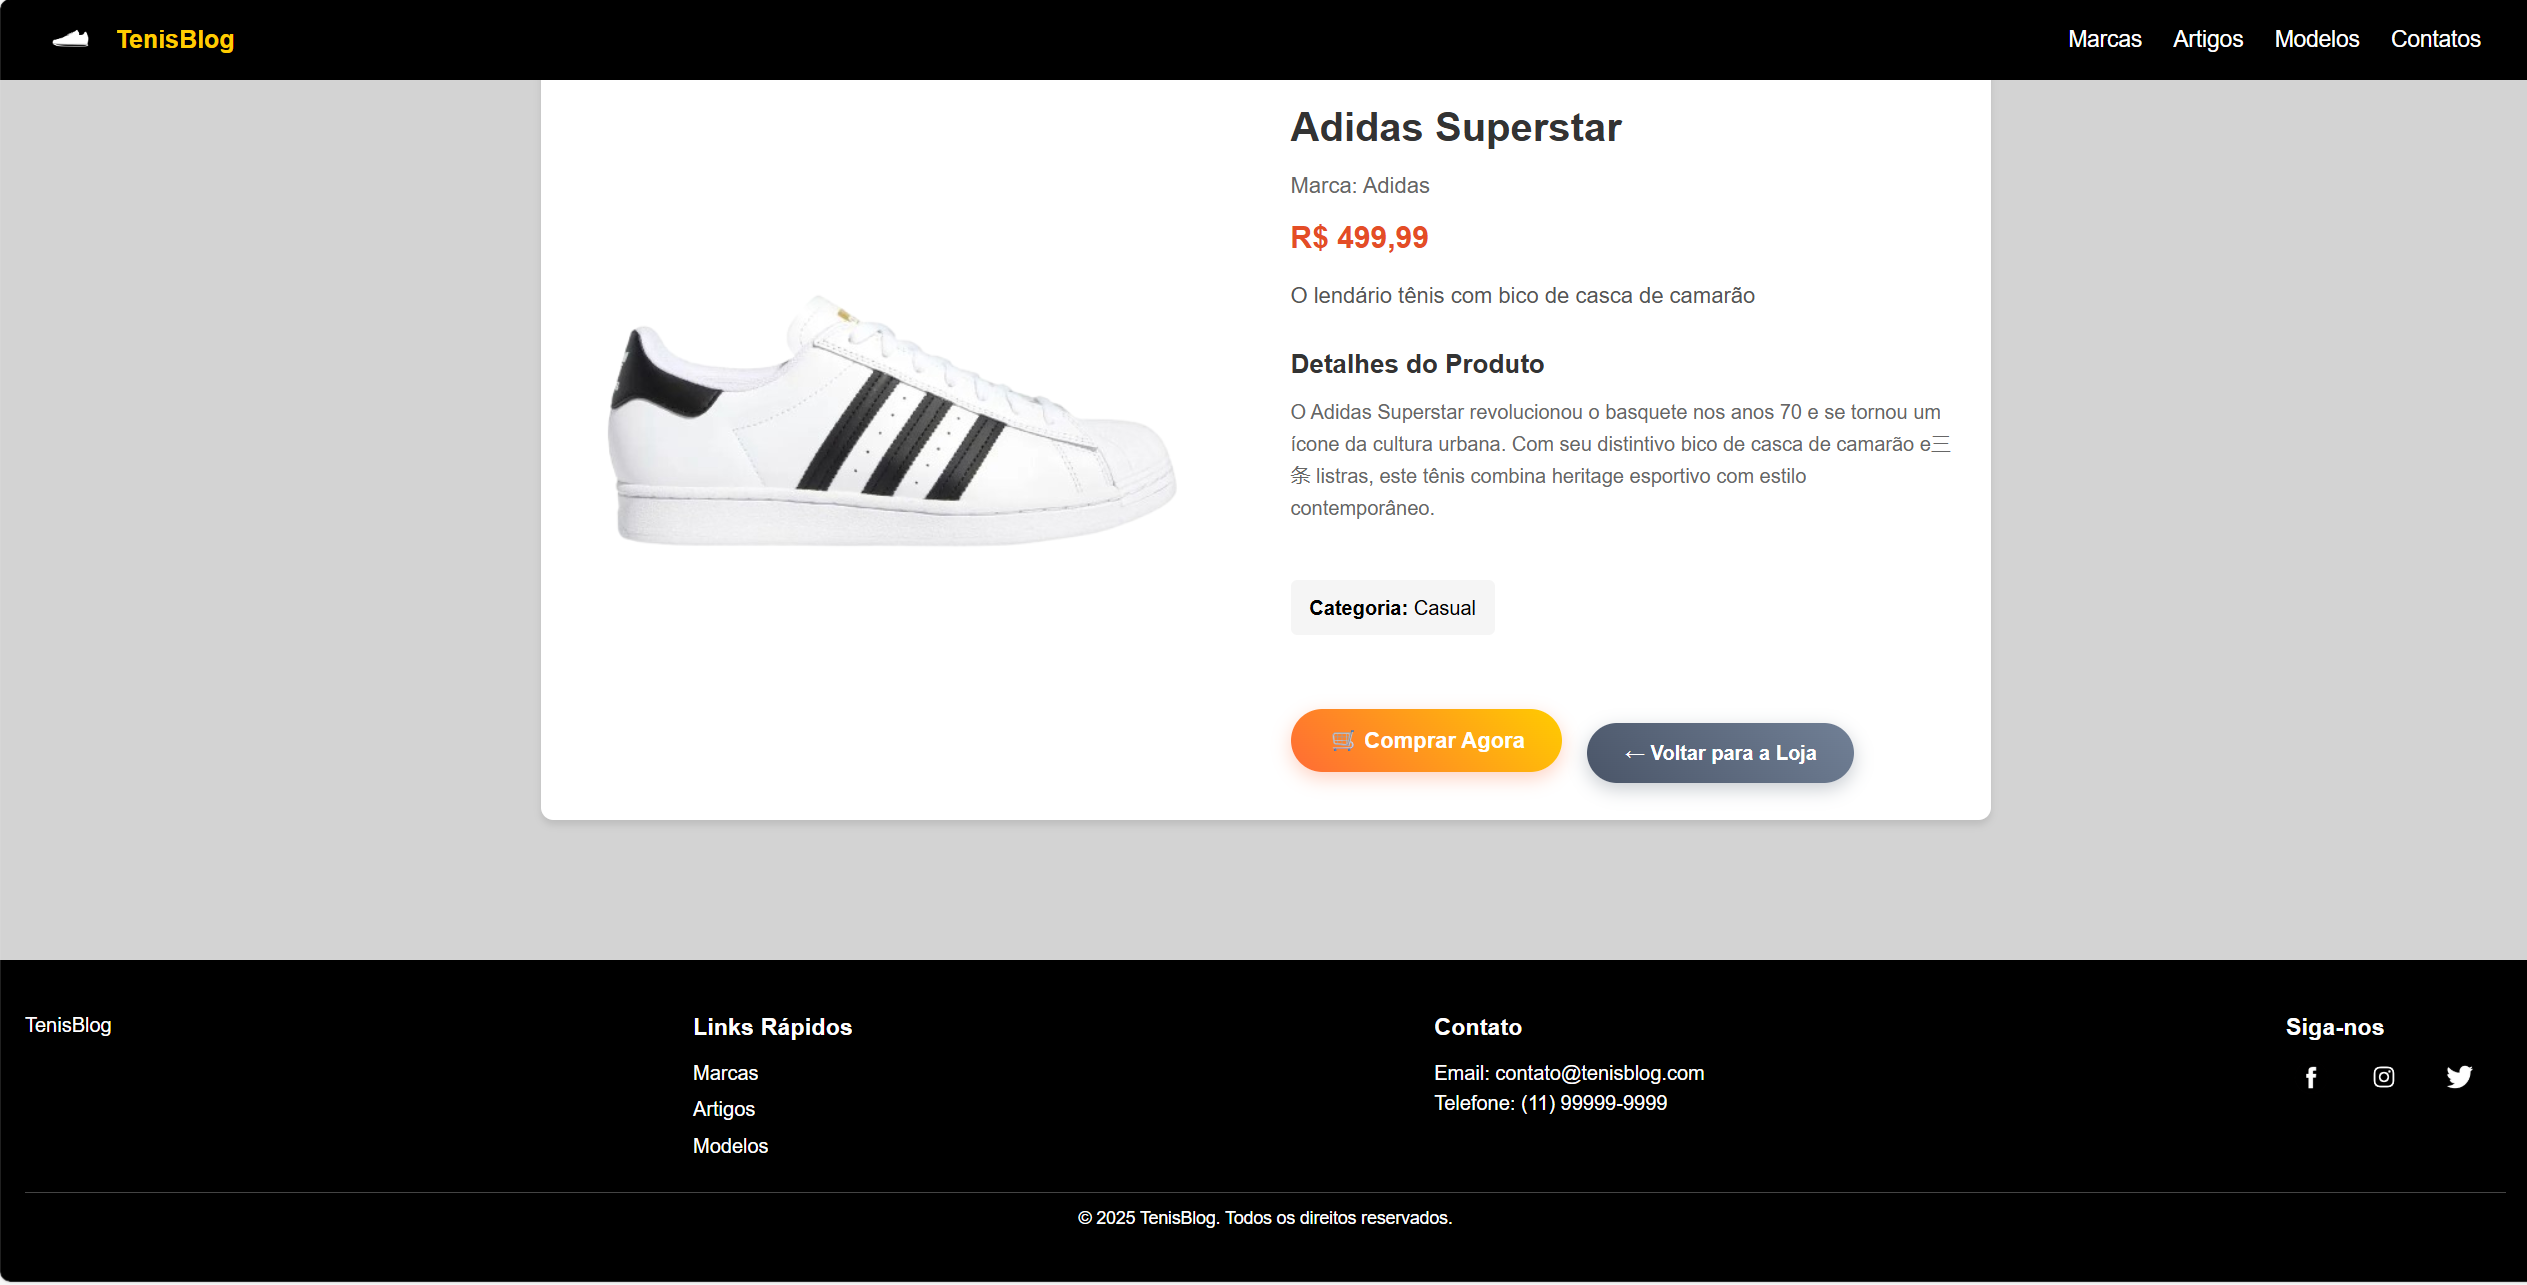 TenisBlog
Marcas
Artigos
Modelos
Contatos
Adidas Superstar
Marca: Adidas
R$ 499,99
O lendário tênis com bico de casca de camarão
Detalhes do Produto
O Adidas Superstar revolucionou o basquete nos anos 70 e se tornou um
ícone da cultura urbana. Com seu distintivo bico de casca de camarão e三
条 listras, este tênis combina heritage esportivo com estilo
contemporâneo.
Categoria: Casual
🛒 Comprar Agora
← Voltar para a Loja
TenisBlog
Links Rápidos
Marcas
Artigos
Modelos
Contato
Email: contato@tenisblog.com
Telefone: (11) 99999-9999
Siga-nos
© 2025 TenisBlog. Todos os direitos reservados.